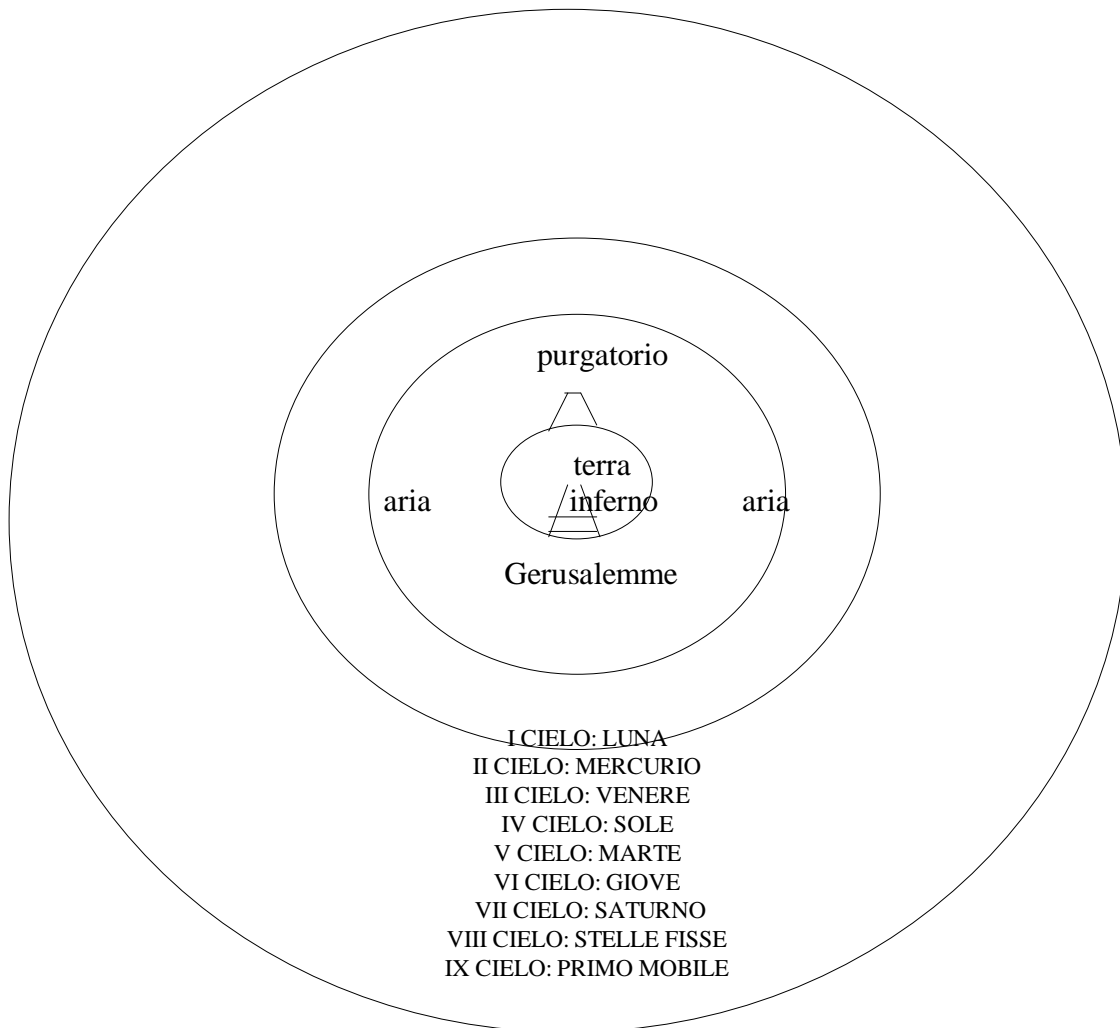 purgatorio
terra
aria inferno aria
Gerusalemme
I CIELO: LUNA
II CIELO: MERCURIO
III CIELO: VENERE
IV CIELO: SOLE
V CIELO: MARTE
VI CIELO: GIOVE
VII CIELO: SATURNO
VIII CIELO: STELLE FISSE
IX CIELO: PRIMO MOBILE